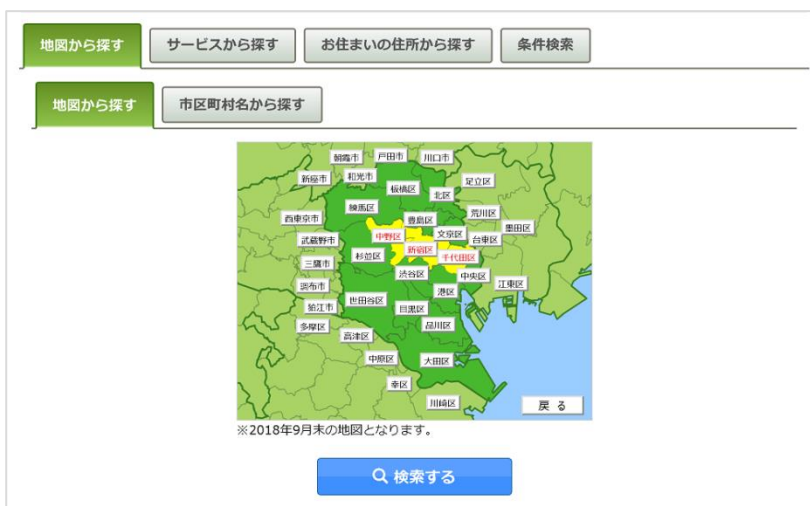 地図から探す
サービスから探す
お住まいの住所から探す
条件検索
地図から探す
市区町村名から探す
朝霞市
戸田市
川口市
新座市
和光市
足立区
板橋区
北区
練馬区
荒川区
西東京市
豊島区
墨田区
武蔵野市
中野区
新宿区
文京区
台東区
三鷹市
杉並区
千代田区
渋谷区
中央区
江東区
調布市
港区
狛江市
世田谷区
目黒区
多摩区
品川区
高津区
中原区
大田区
幸区
川崎区
戻る
※2018年9月末の地図となります。
検索する